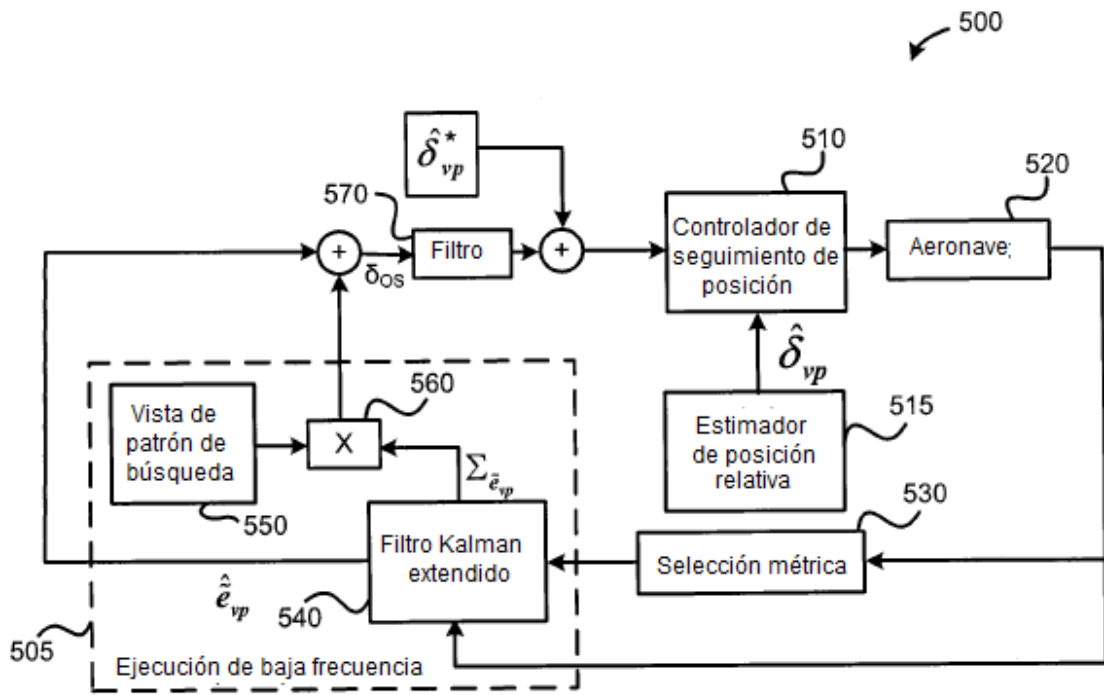 500
δ̂*vp
510
520
570
Controlador de
seguimiento de
posición
Aeronave;
+
Filtro
+
δOS
δ̂vp
560
Vista de
patrón de
búsqueda
X
515
Estimador
de posición
relativa
Σẽvp
550
530
Filtro Kalman
extendido
Selección métrica
ẽ̂vp
540
505
Ejecución de baja frecuencia